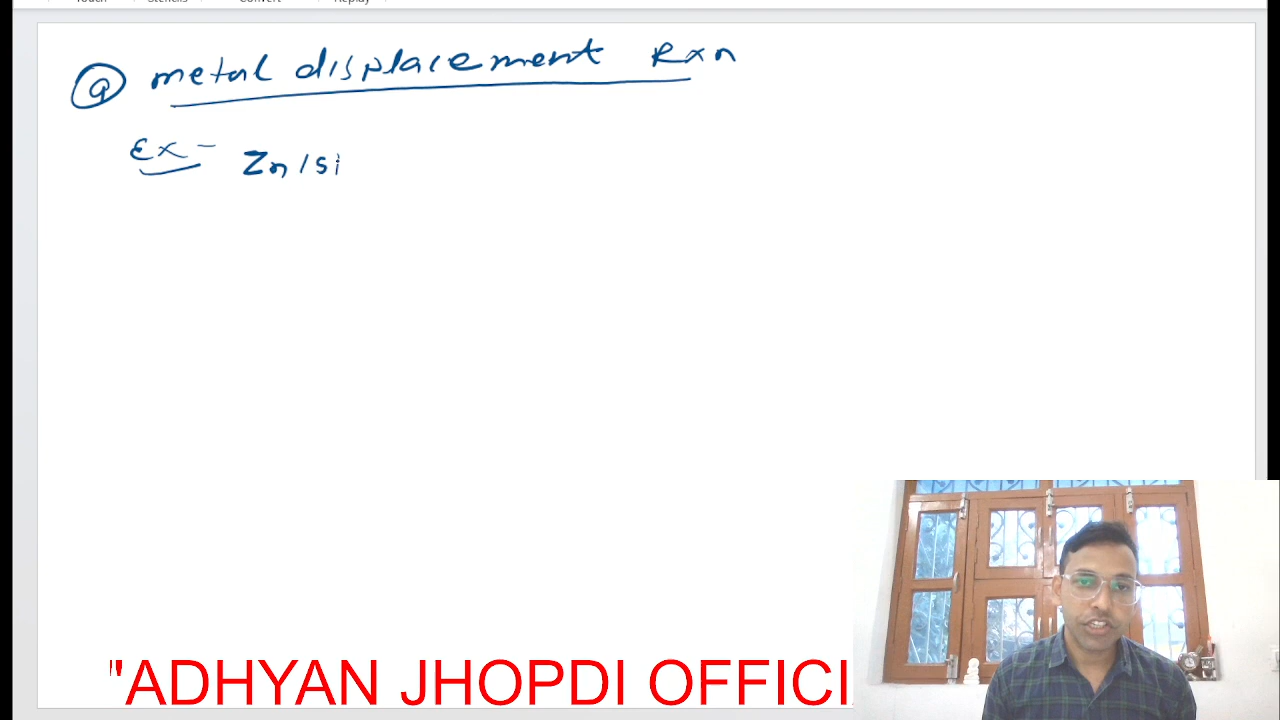 @ metal displacement Rxn
Ex - Zn/Si
"ADHYAN JHOPDI OFFICI